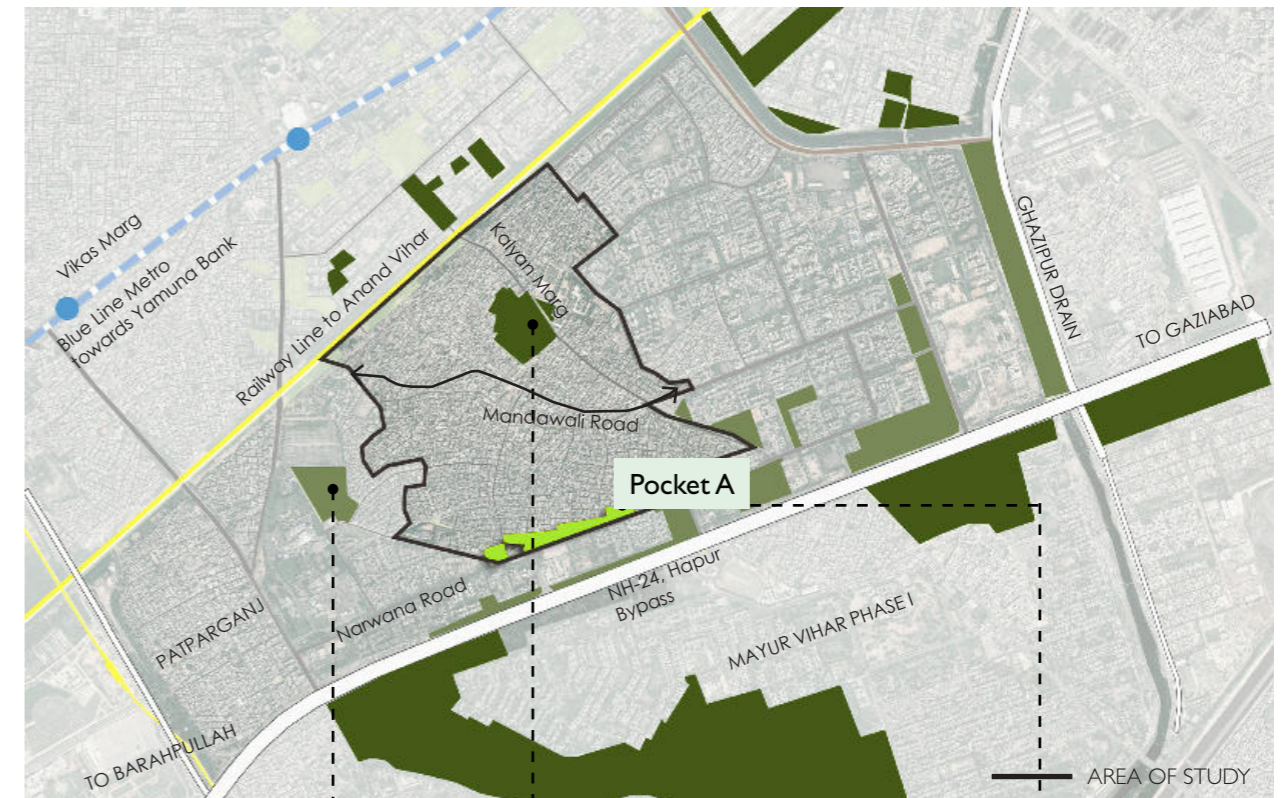 Vikas Marg
Blue Line Metro
towards Yamuna Bank
Railway Line to Anand Vihar
Kalyan Marg
GHAZIPUR DRAIN
TO GAZIABAD
Mandawali Road
Pocket A
NH-24, Hapur
Bypass
Narwana Road
PATPARGANJ
MAYUR VIHAR PHASE I
TO BARAHPULLAH
AREA OF STUDY